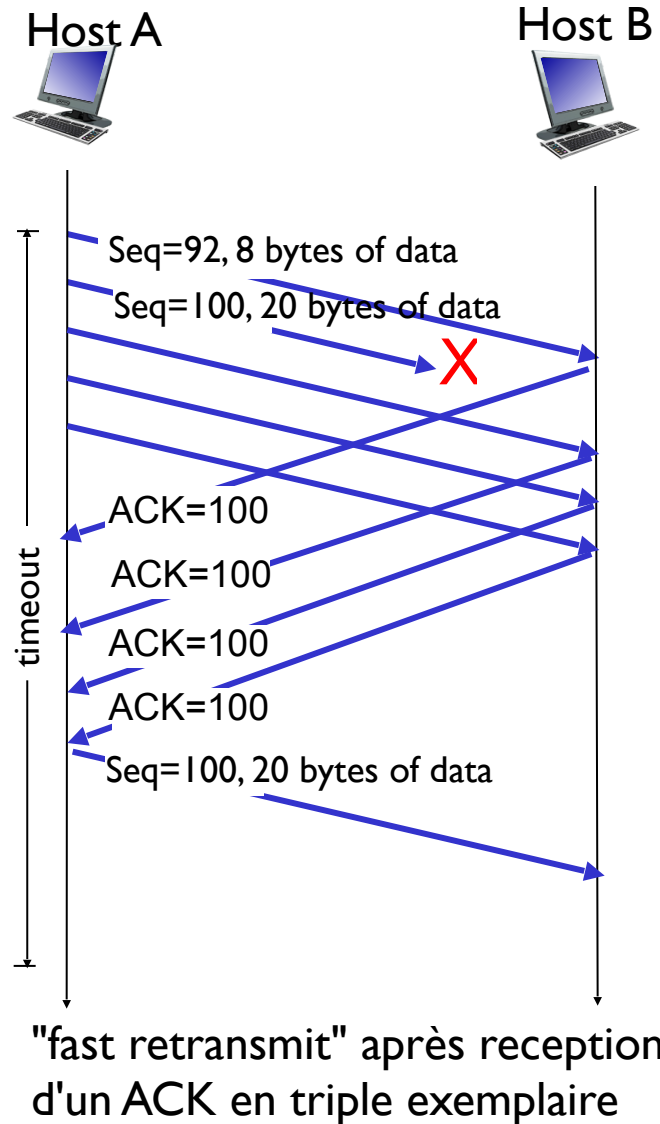 Host A
Host B
Seq=92, 8 bytes of data
Seq=100, 20 bytes of data
X
ACK=100
ACK=100
ACK=100
ACK=100
timeout
Seq=100, 20 bytes of data
"fast retransmit" après reception
d'un ACK en triple exemplaire